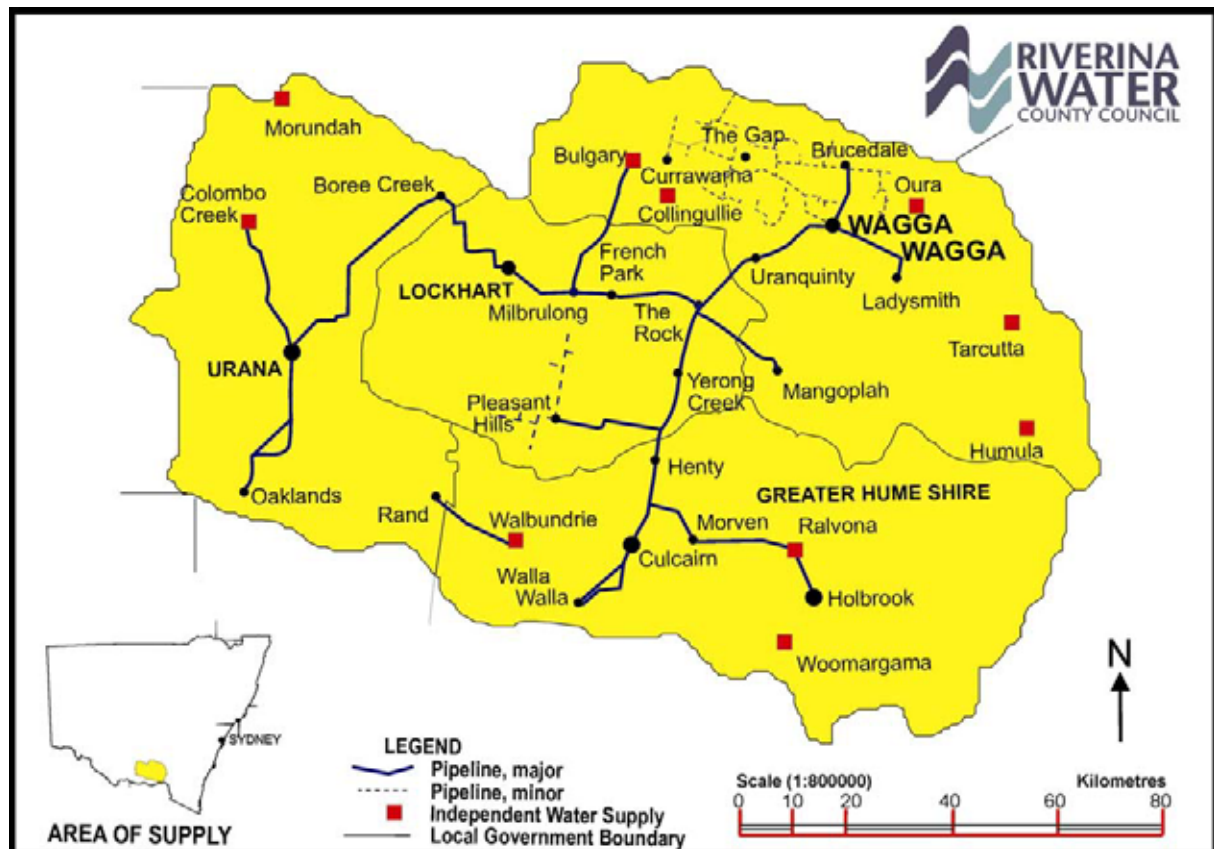 RIVERINA
WATER
COUNTY COUNCIL
Morundah
Colombo
Creek
Boree Creek
Bulgary
The Gap
Brucedale
Currawarna
Collingullie
Oura
WAGGA
WAGGA
French
Park
Uranquinty
Ladysmith
LOCKHART
Milbrulong
The
Rock
Tarcutta
URANA
Yerong
Creek
Mangoplah
Pleasant
Hills
Humula
Henty
Oaklands
GREATER HUME SHIRE
Rand
Walbundrie
Morven
Ralvona
Culcairn
Walla
Walla
Holbrook
Woomargama
N
SYDNEY
AREA OF SUPPLY
LEGEND
Pipeline, major
Pipeline, minor
Independent Water Supply
Local Government Boundary
Scale (1:800000)
Kilometres
0 10 20 40 60 80